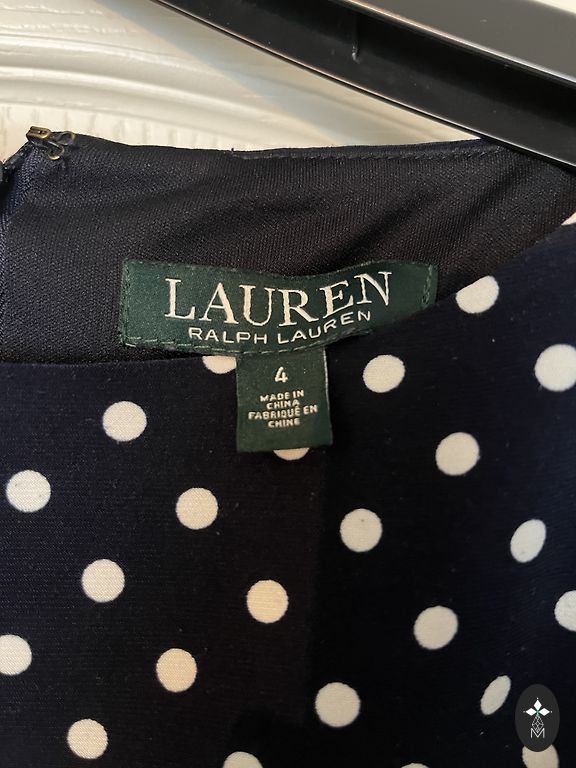 LAUREN
RALPH LAUREN
4
MADE IN
CHINA
FABRIQUÉ EN
CHINE
M